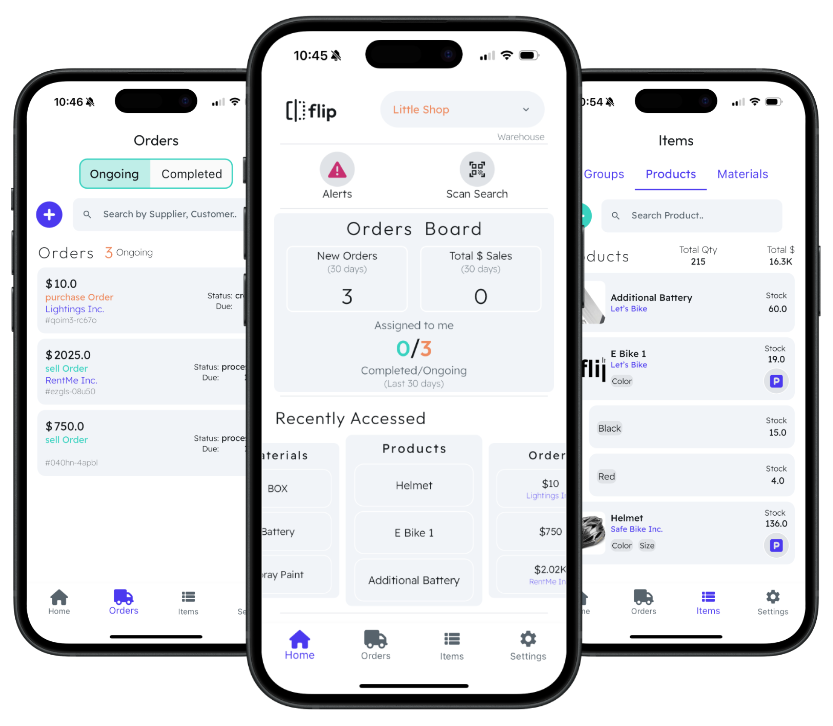 10:46
Orders
Ongoing Completed
Search by Supplier, Customer..
Orders 3 Ongoing
$10.0
purchase Order
Lightings Inc.
#qoim3-rc67o
Status: cre
Due:
$2025.0
sell Order
RentMe Inc.
#ezgls-08u50
Status: proce
Due:
$750.0
sell Order
#040hn-4apol
Status: proce
Due:
Home
Orders
Items
Se
10:45
flip
Little Shop
Warehouse
Alerts
Scan Search
Orders Board
New Orders
(30 days)
3
Total $ Sales
(30 days)
0
Assigned to me
0/3
Completed/Ongoing
(Last 30 days)
Recently Accessed
aterials
BOX
Battery
ray Paint
Products
Helmet
E Bike 1
Additional Battery
Order
$10
Lightings I
$750
$2.02K
RentMe In
Home
Orders
Items
Settings
0:54
Items
Groups Products Materials
Search Product..
ducts
Total Qty
215
Total $
16.3K
Additional Battery
Let's Bike
Stock
60.0
flip
E Bike 1
Let's Bike
Color
Stock
19.0
P
Black
Stock
15.0
Red
Stock
4.0
Helmet
Safe Bike Inc.
Color Size
Stock
136.0
P
me
Orders
Items
Settings